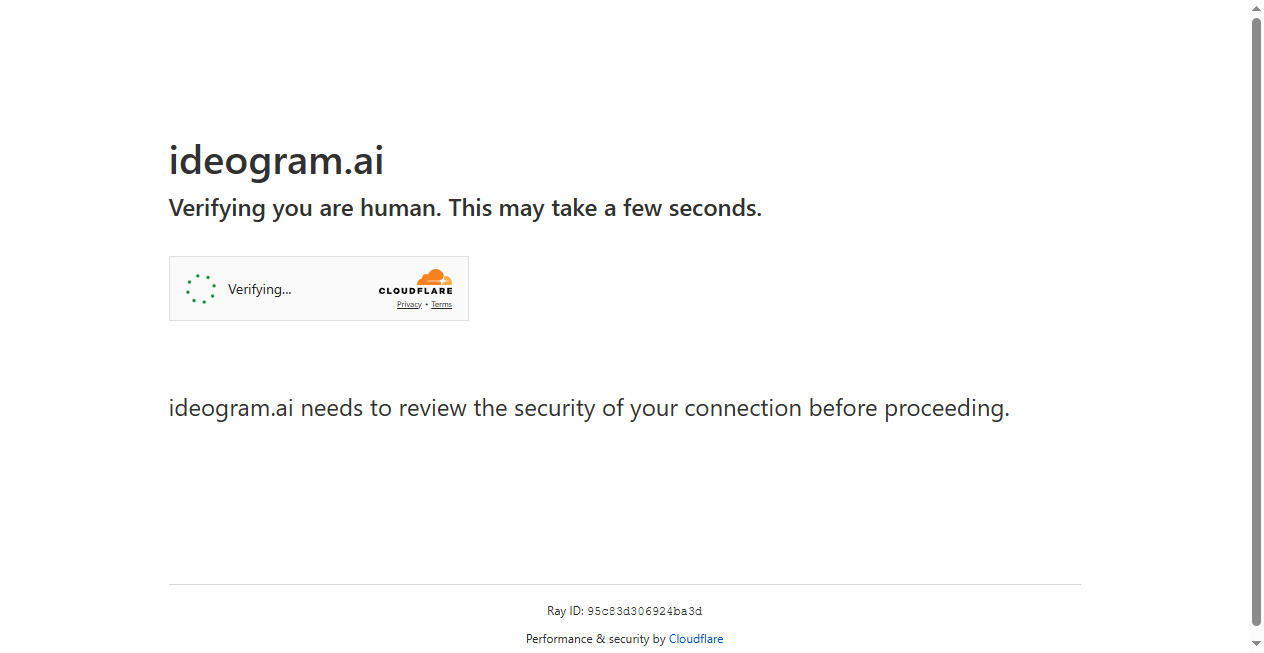 ideogram.ai
Verifying you are human. This may take a few seconds.
Verifying...
CLOUDFLARE
Privacy • Terms
ideogram.ai needs to review the security of your connection before proceeding.
Ray ID: 95c83d306924ba3d
Performance & security by Cloudflare